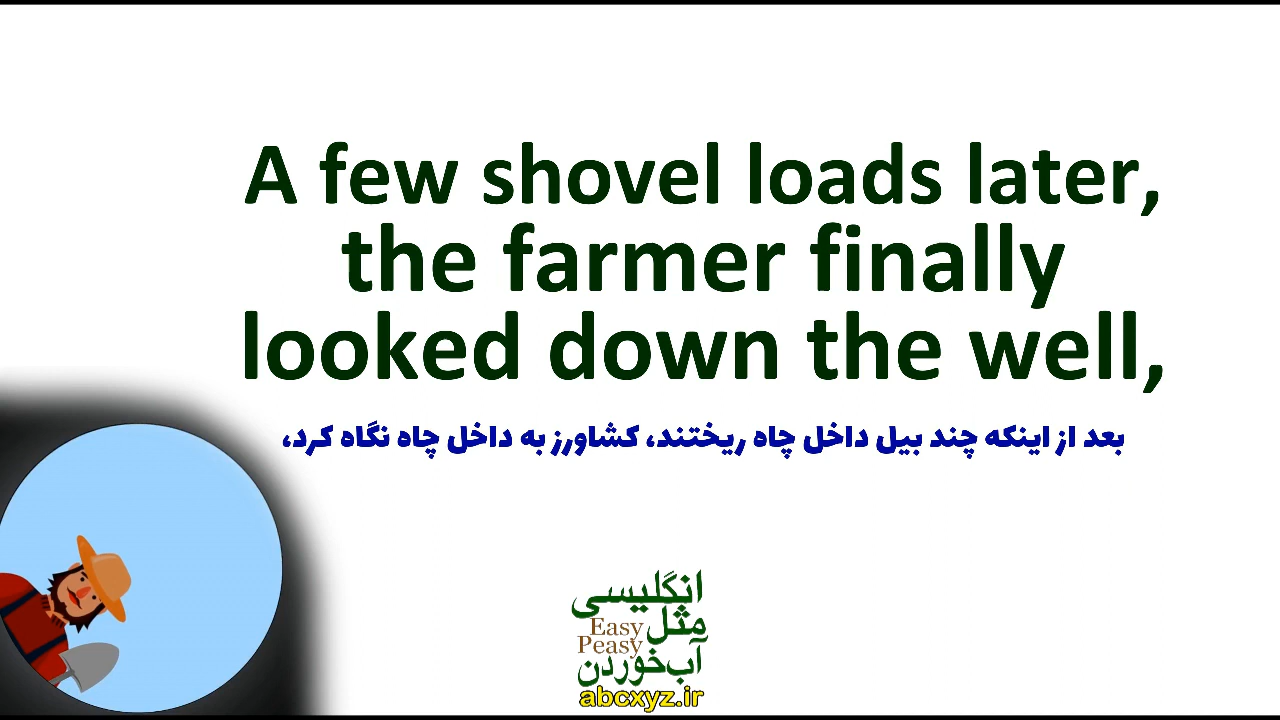 A few shovel loads later,
the farmer finally
looked down the well,
بعد از اینکه چند بیل داخل چاه ریختند، کشاورز به داخل چاه نگاه کرد،
انگلیسی
مثل
Easy
Peasy
آب‌خوردن
abcxyz.ir